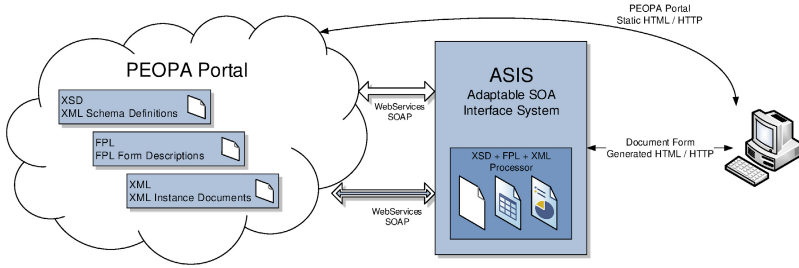 PEOPA Portal
Static HTML / HTTP
PEOPA Portal
XSD
XML Schema Definitions
FPL
FPL Form Descriptions
XML
XML Instance Documents
WebServices
SOAP
WebServices
SOAP
ASIS
Adaptable SOA
Interface System
XSD + FPL + XML
Processor
Document Form
Generated HTML / HTTP